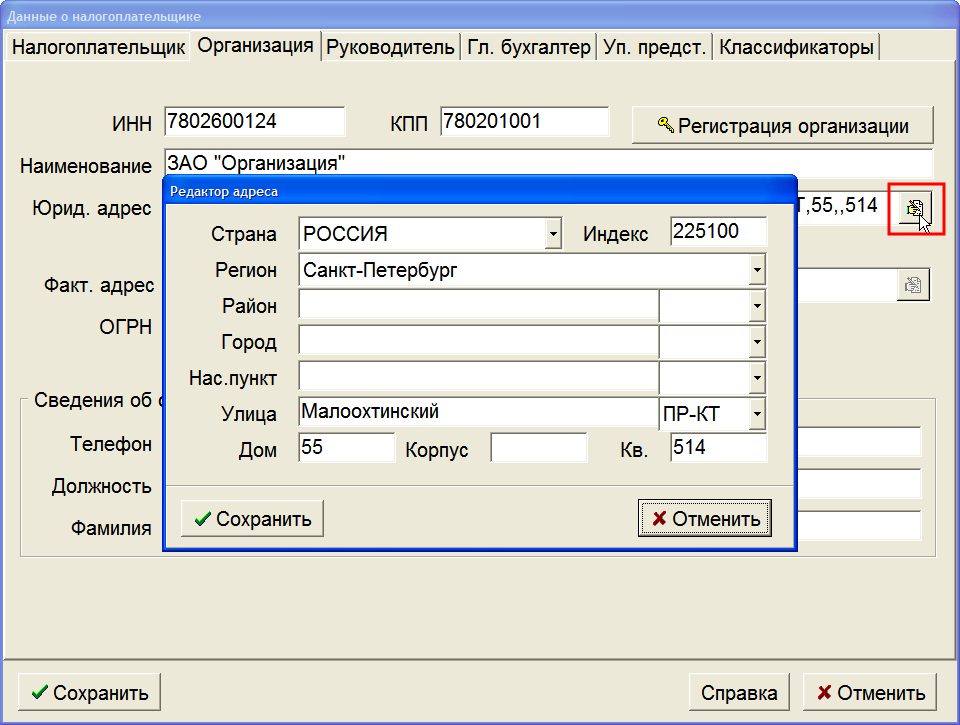 Данные о налогоплательщике
Налогоплательщик Организация Руководитель Гл. бухгалтер Уп. предст. Классификаторы
ИНН 7802600124 КПП 780201001 Регистрация организации
Наименование ЗАО "Организация"
Юрид. адрес Т,55,,514
Факт. адрес
ОГРН
Сведения об
Телефон
Должность
Фамилия
Редактор адреса
Страна РОССИЯ Индекс 225100
Регион Санкт-Петербург
Район
Город
Нас.пункт
Улица Малоохтинский ПР-КТ
Дом 55 Корпус Кв. 514
Сохранить Отменить
Сохранить Справка Отменить